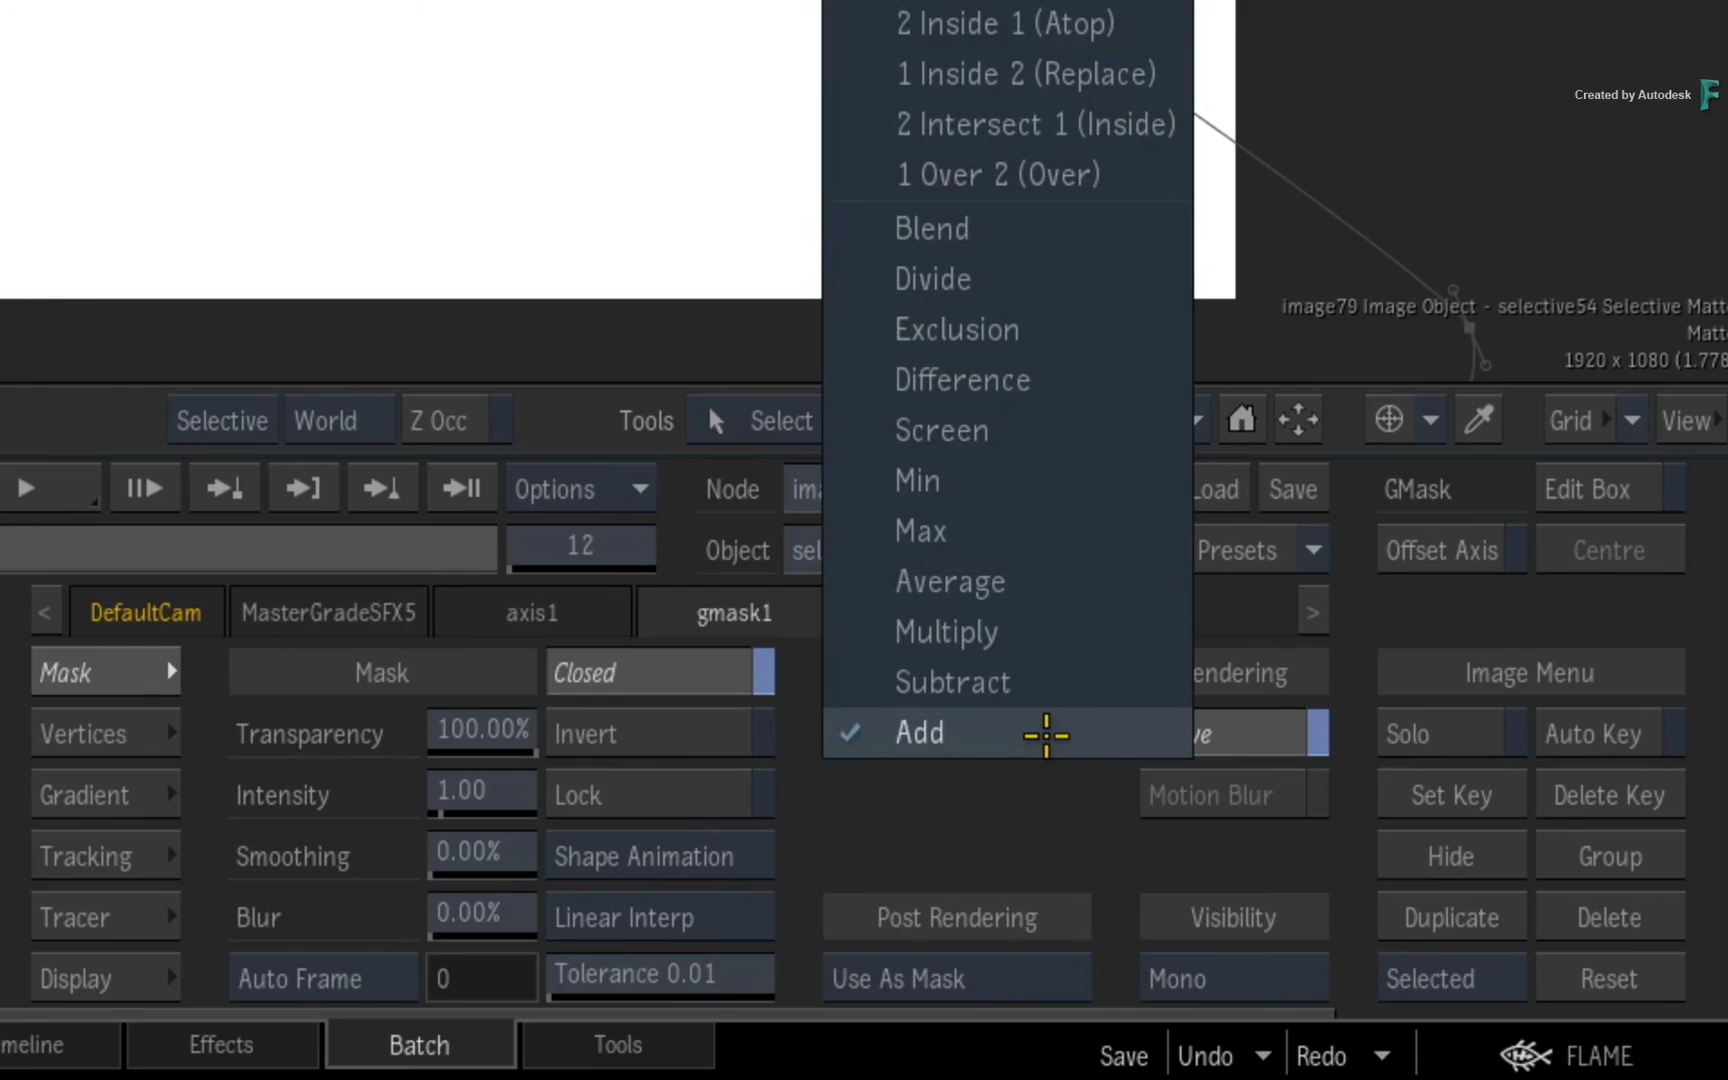 2 Inside 1 (Atop)
1 Inside 2 (Replace)
2 Intersect 1 (Inside)
1 Over 2 (Over)
Created by Autodesk
Blend
Divide
Exclusion
Difference
Screen
Min
Max
Average
Multiply
Subtract
Add
image79 Image Object - selective54 Selective Matt
Matt
1920 x 1080 (1.778
Selective World Z Occ Tools Select Grid View
Options Node Load Save GMask Edit Box
12 Object Presets Offset Axis Centre
< DefaultCam MasterGradeSFX5 axis1 gmask1 >
Mask Mask Closed Image Menu
Vertices Transparency 100.00% Invert Solo Auto Key
Gradient Intensity 1.00 Lock Motion Blur Set Key Delete Key
Tracking Smoothing 0.00% Shape Animation Hide Group
Tracer Blur 0.00% Linear Interp Post Rendering Visibility Duplicate Delete
Display Auto Frame 0 Tolerance 0.01 Use As Mask Mono Selected Reset
meline Effects Batch Tools Save Undo Redo FLAME